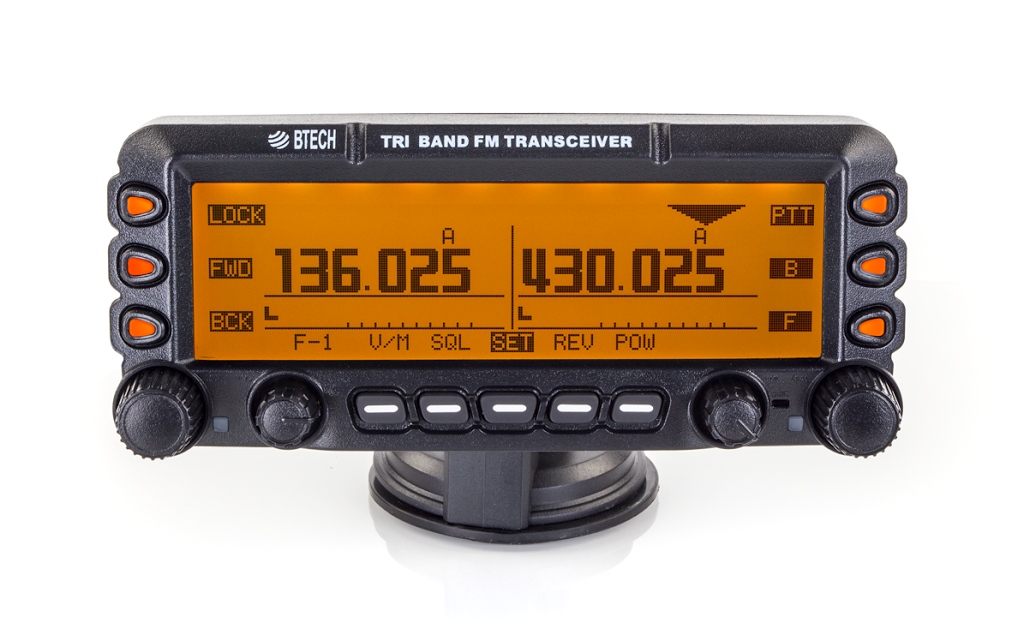 BTECH TRI BAND FM TRANSCEIVER
LOCK PTT
A A
FWD 136.025 430.025 B
BCK L L F
F-1 V/M SQL SET REV POW